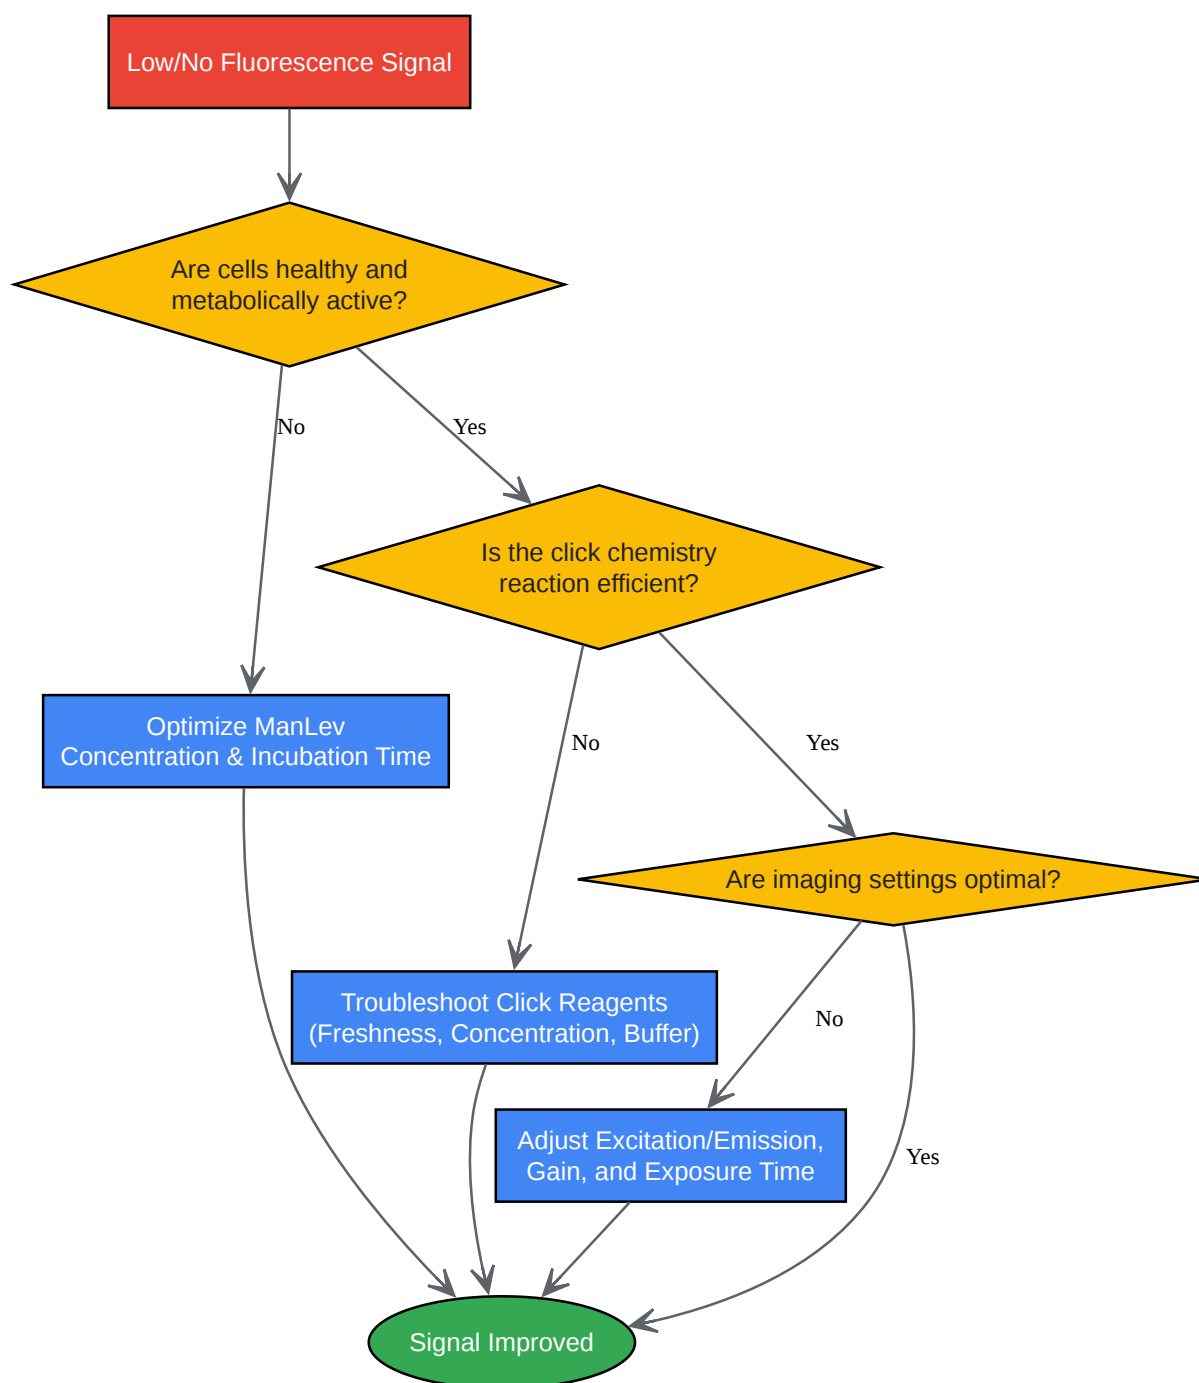 Low/No Fluorescence Signal
Are cells healthy and
metabolically active?
No
Yes
Is the click chemistry
reaction efficient?
Optimize ManLev
Concentration & Incubation Time
No
Yes
Are imaging settings optimal?
Troubleshoot Click Reagents
(Freshness, Concentration, Buffer)
No
Adjust Excitation/Emission,
Gain, and Exposure Time
Yes
Signal Improved